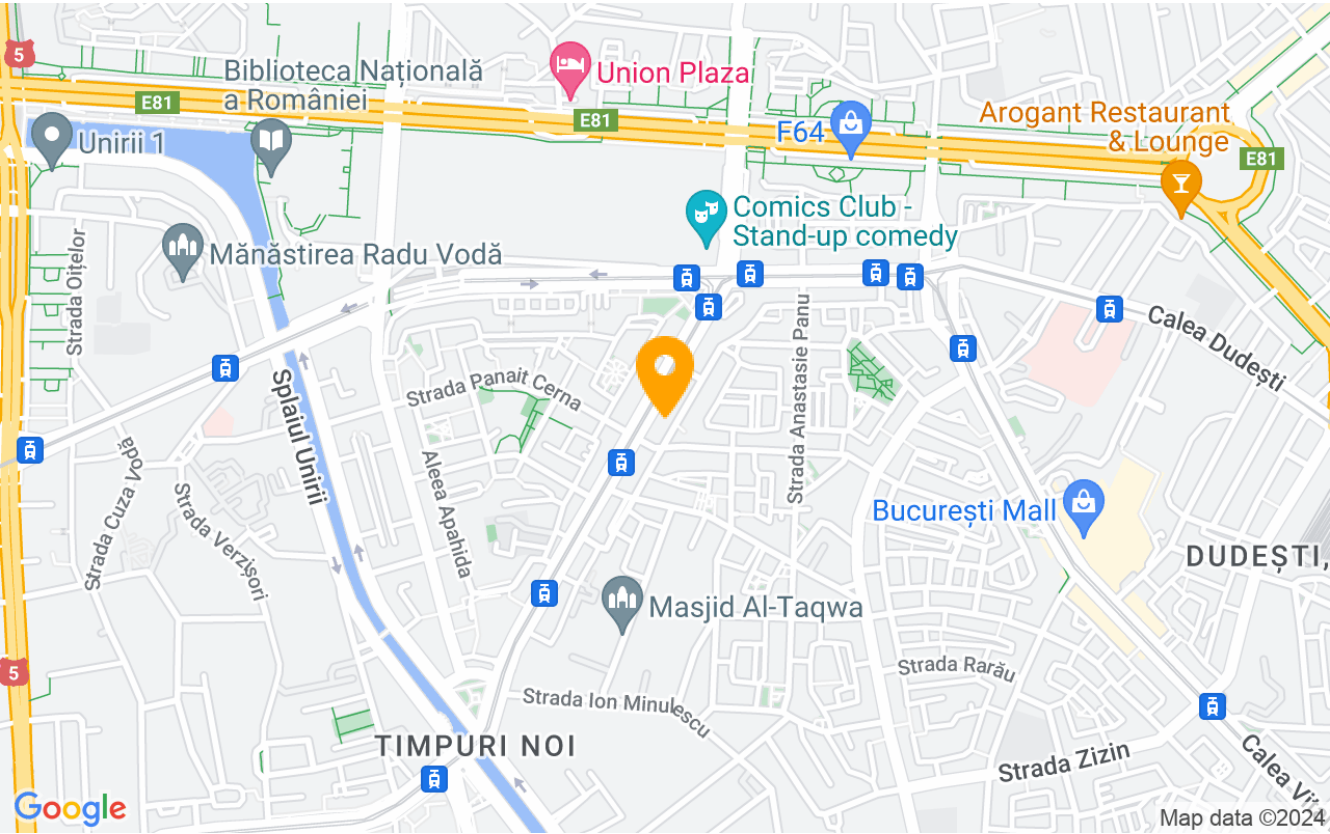 5
Biblioteca Națională
a României
E81
Union Plaza
E81
Unirii 1
F64
Arogant Restaurant
& Lounge
E81
Comics Club -
Stand-up comedy
Mănăstirea Radu Vodă
Strada Oițelor
Calea Dudești
Strada Panait Cerna
Strada Anastasie Panu
Splaiul Unirii
Strada Cuza Vodă
Aleea Apahida
Strada Verzișori
București Mall
DUDEȘTI,
Masjid Al-Taqwa
Strada Rarău
5
Strada Ion Minulescu
TIMPURI NOI
Strada Zizin
Calea Vit
Google
Map data ©2024